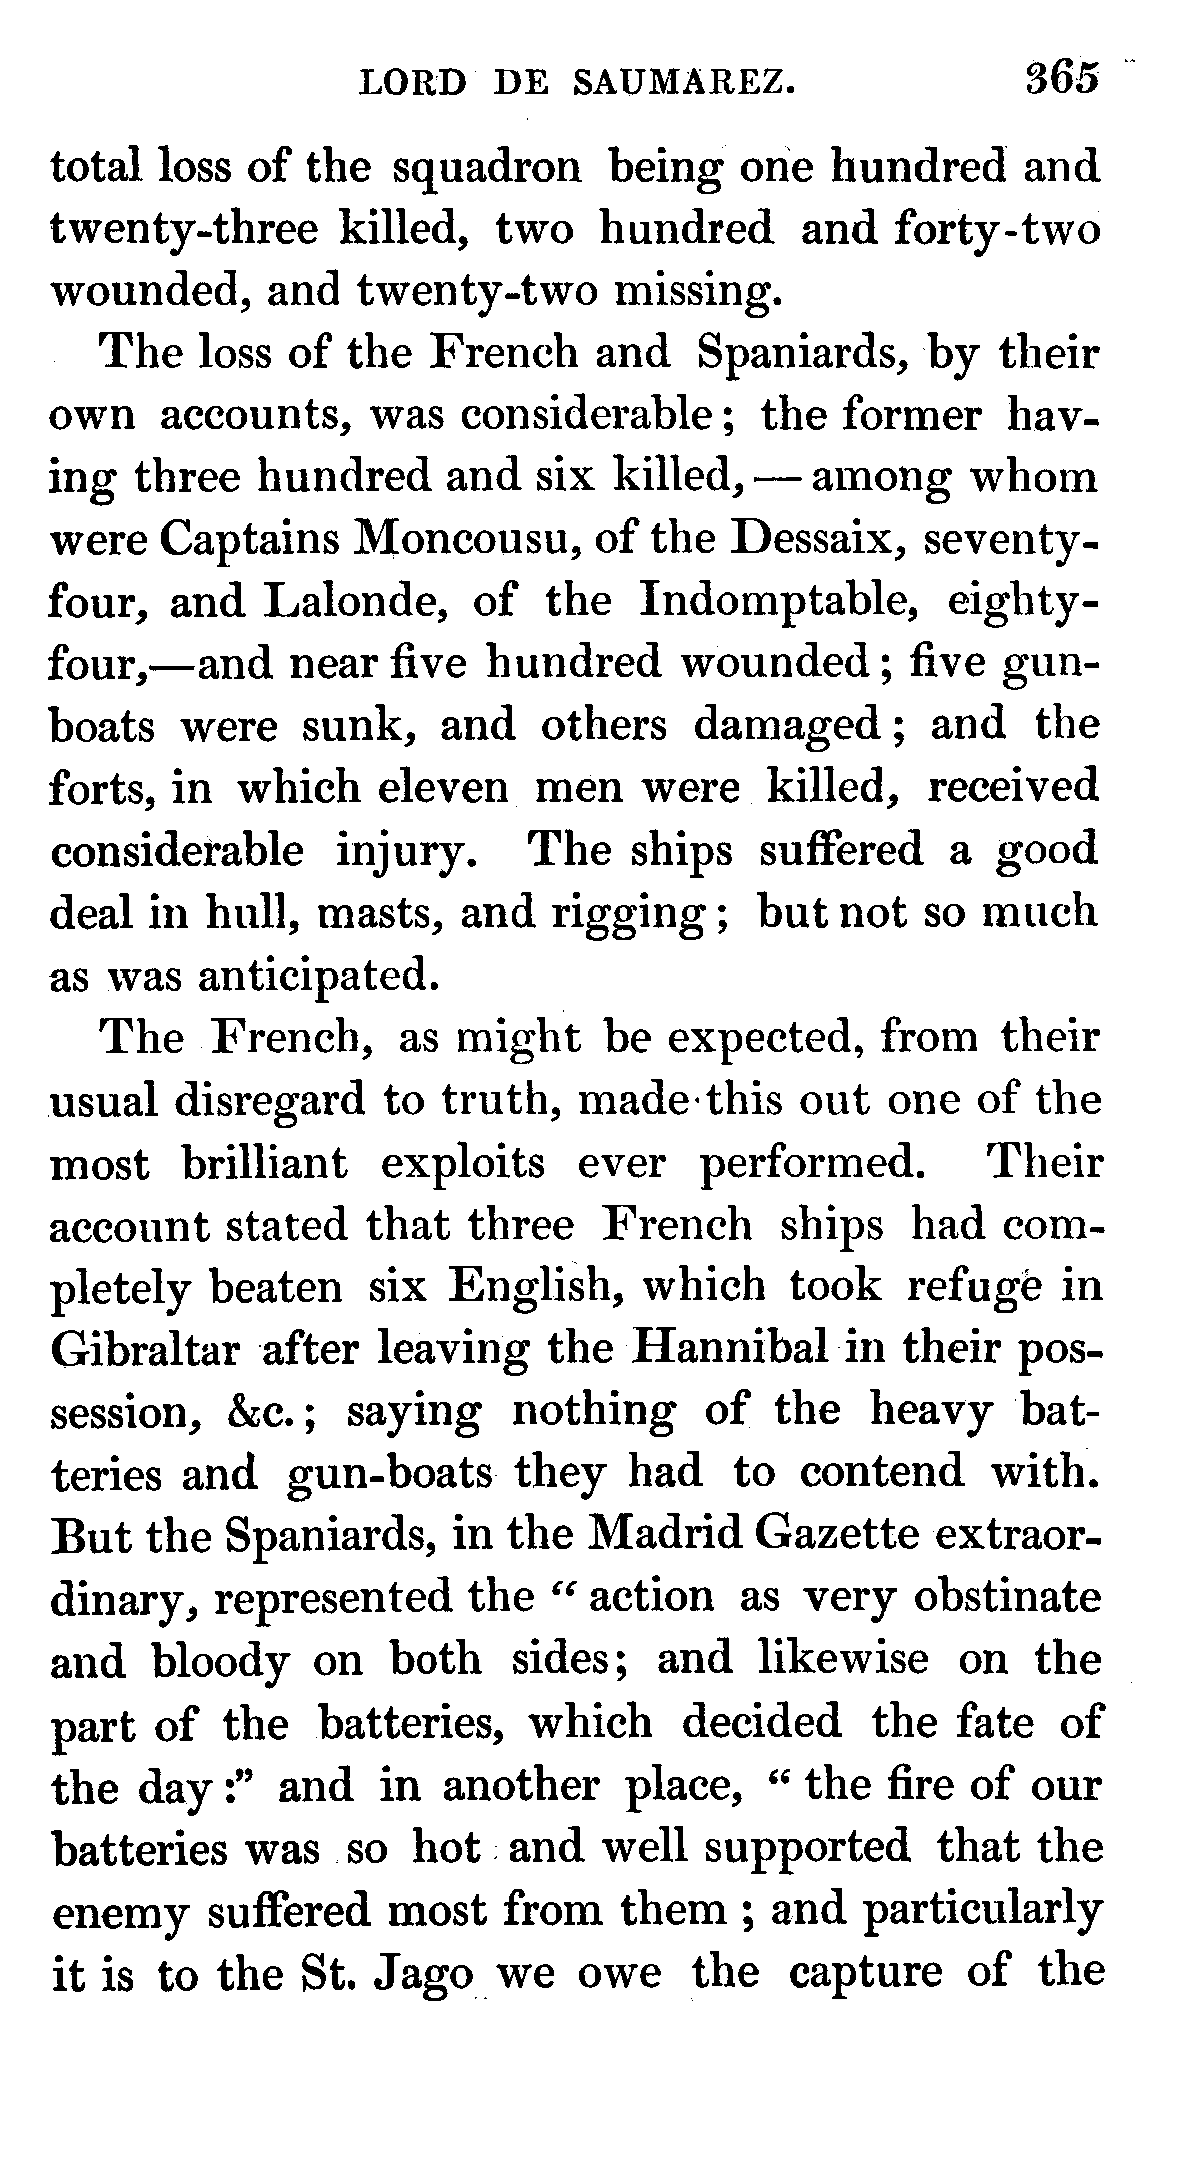 LORD DE SAUMAREZ. 365
total loss of the squadron being one hundred and
twenty-three killed, two hundred and forty-two
wounded, and twenty-two missing.
The loss of the French and Spaniards, by their
own accounts, was considerable; the former hav-
ing three hundred and six killed,—among whom
were Captains Moncousu, of the Dessaix, seventy-
four, and Lalonde, of the Indomptable, eighty-
four,—and near five hundred wounded; five gun-
boats were sunk, and others damaged; and the
forts, in which eleven men were killed, received
considerable injury. The ships suffered a good
deal in hull, masts, and rigging; but not so much
as was anticipated.
The French, as might be expected, from their
usual disregard to truth, made this out one of the
most brilliant exploits ever performed. Their
account stated that three French ships had com-
pletely beaten six English, which took refuge in
Gibraltar after leaving the Hannibal in their pos-
session, &c.; saying nothing of the heavy bat-
teries and gun-boats they had to contend with.
But the Spaniards, in the Madrid Gazette extraor-
dinary, represented the “ action as very obstinate
and bloody on both sides; and likewise on the
part of the batteries, which decided the fate of
the day:” and in another place, “ the fire of our
batteries was so hot and well supported that the
enemy suffered most from them; and particularly
it is to the St. Jago we owe the capture of the